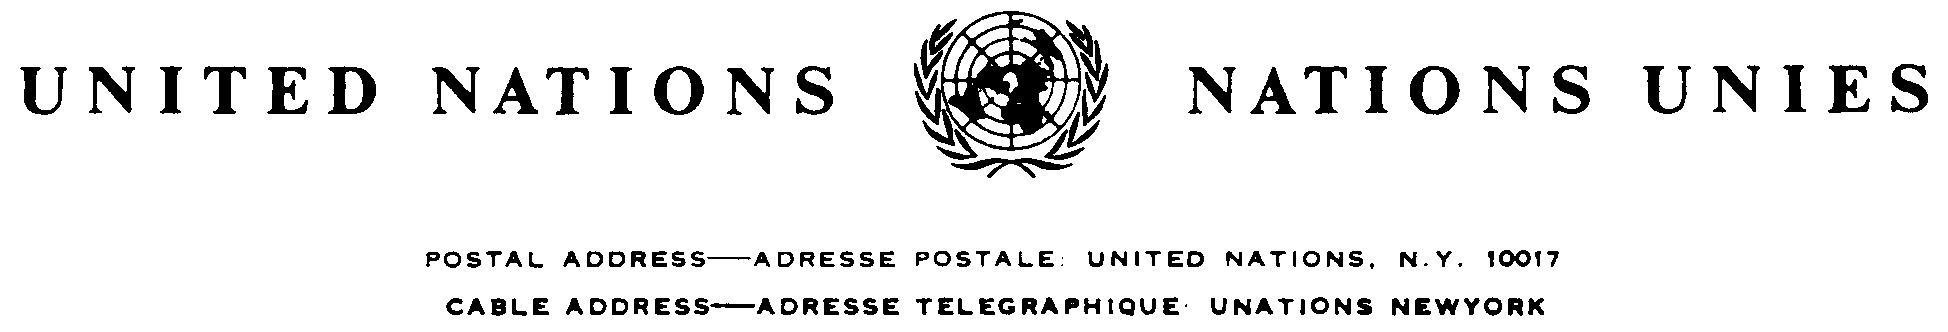 UNITED NATIONS NATIONS UNIES
POSTAL ADDRESS—ADRESSE POSTALE: UNITED NATIONS, N.Y. 10017
CABLE ADDRESS—ADRESSE TELEGRAPHIQUE: UNATIONS NEWYORK